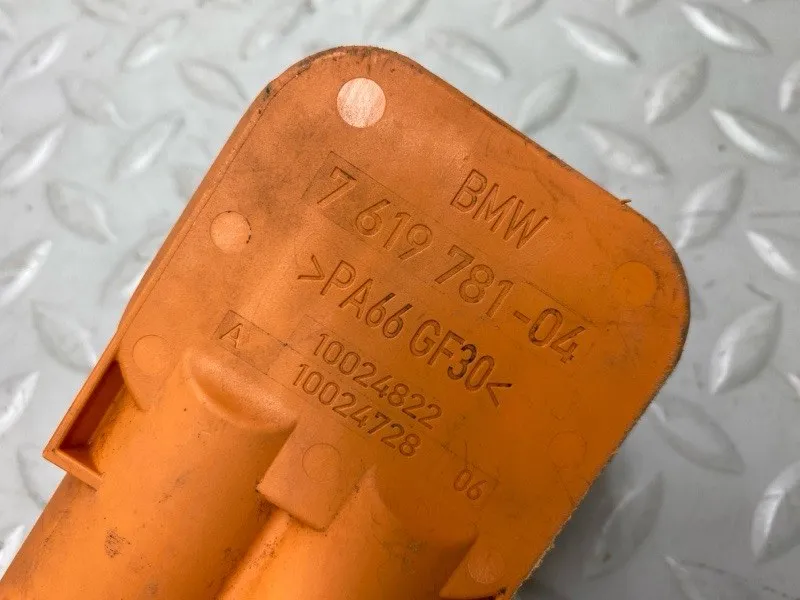 BMW
7 619 781-04
>PA66 GF30<
A 10024822
10024728 06